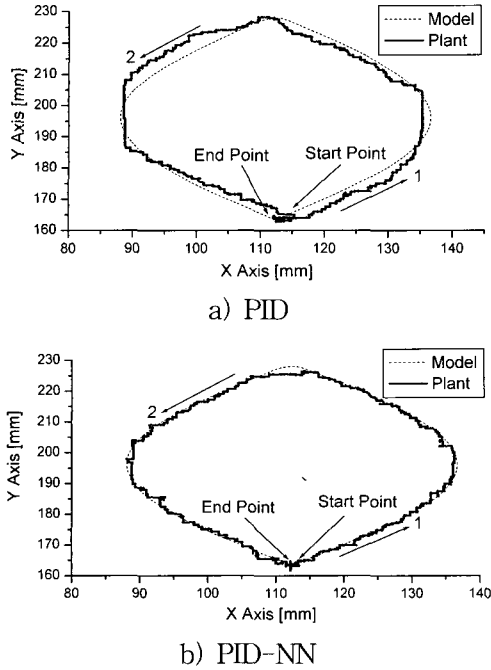 230
220
210
200
190
180
170
160
Y Axis [mm]
Model
Plant
2
End Point
Start Point
1
80
90
100
110
120
130
140
X Axis [mm]
a) PID
230
220
210
200
190
180
170
160
Y Axis [mm]
Model
Plant
2
End Point
Start Point
1
80
90
100
110
120
130
140
X Axis [mm]
b) PID-NN